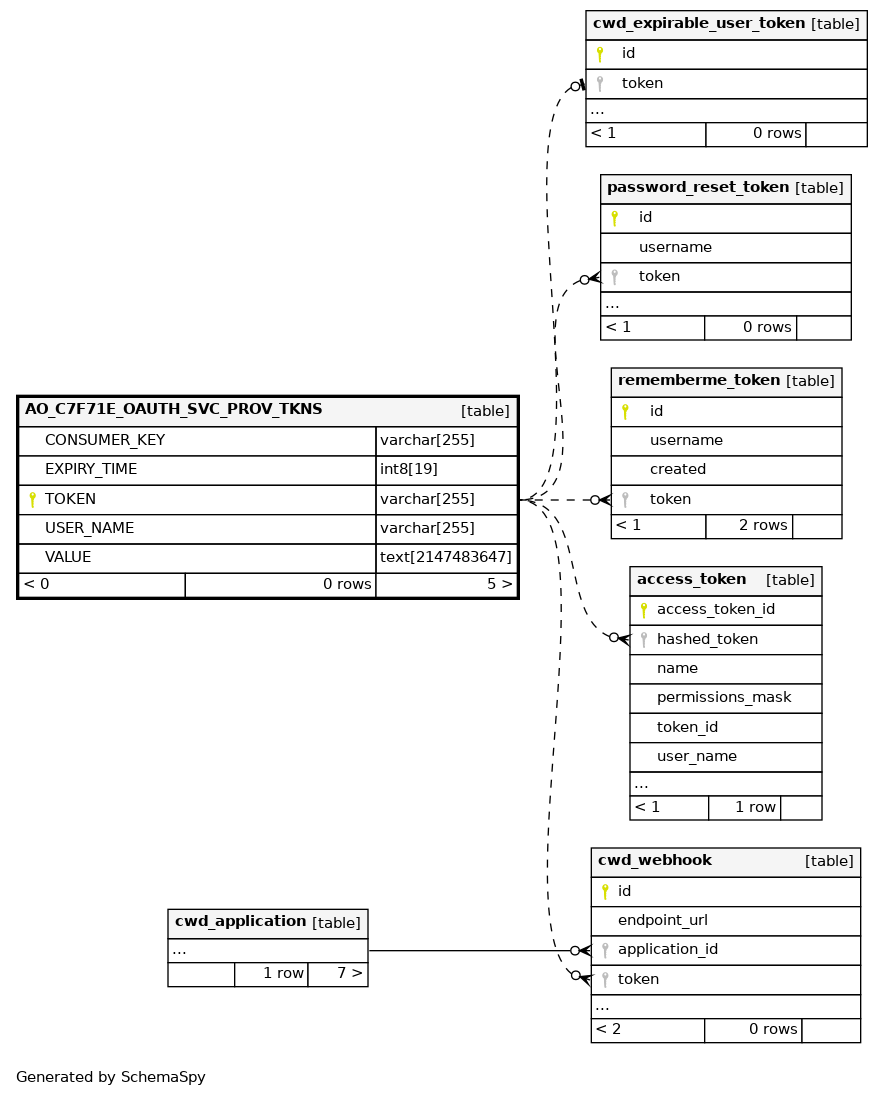 cwd_expirable_user_token [table]
id
token
...
< 1 0 rows
password_reset_token [table]
id
username
token
...
< 1 0 rows
rememberme_token [table]
id
username
created
token
< 1 2 rows
AO_C7F71E_OAUTH_SVC_PROV_TKNS [table]
CONSUMER_KEY varchar[255]
EXPIRY_TIME int8[19]
TOKEN varchar[255]
USER_NAME varchar[255]
VALUE text[2147483647]
< 0 0 rows 5 >
access_token [table]
access_token_id
hashed_token
name
permissions_mask
token_id
user_name
...
< 1 1 row
cwd_webhook [table]
id
endpoint_url
application_id
token
...
< 2 0 rows
cwd_application [table]
...
1 row 7 >
Generated by SchemaSpy